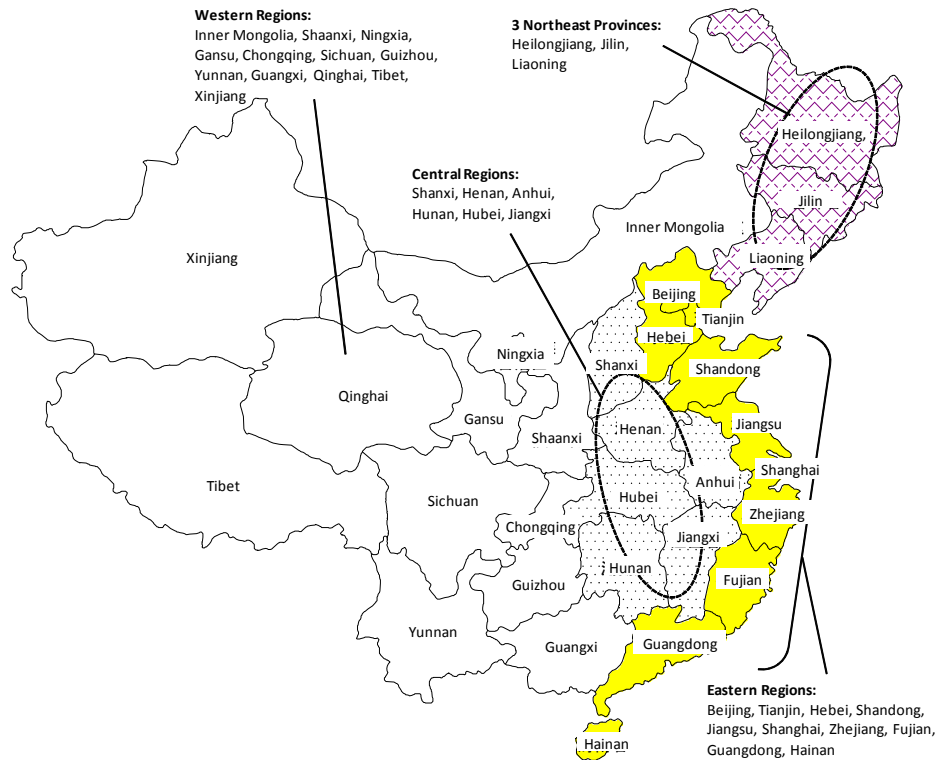 Western Regions:
Inner Mongolia, Shaanxi, Ningxia,
Gansu, Chongqing, Sichuan, Guizhou,
Yunnan, Guangxi, Qinghai, Tibet,
Xinjiang
3 Northeast Provinces:
Heilongjiang, Jilin,
Liaoning
Central Regions:
Shanxi, Henan, Anhui,
Hunan, Hubei, Jiangxi
Heilongjiang,
Jilin
Inner Mongolia
Liaoning
Xinjiang
Beijing
Tianjin
Hebei
Ningxia
Shanxi
Shandong
Qinghai
Gansu
Shaanxi
Henan
Jiangsu
Shanghai
Tibet
Sichuan
Hubei
Anhui
Zhejiang
Chongqing
Jiangxi
Hunan
Guizhou
Fujian
Yunnan
Guangxi
Guangdong
Hainan
Eastern Regions:
Beijing, Tianjin, Hebei, Shandong,
Jiangsu, Shanghai, Zhejiang, Fujian,
Guangdong, Hainan